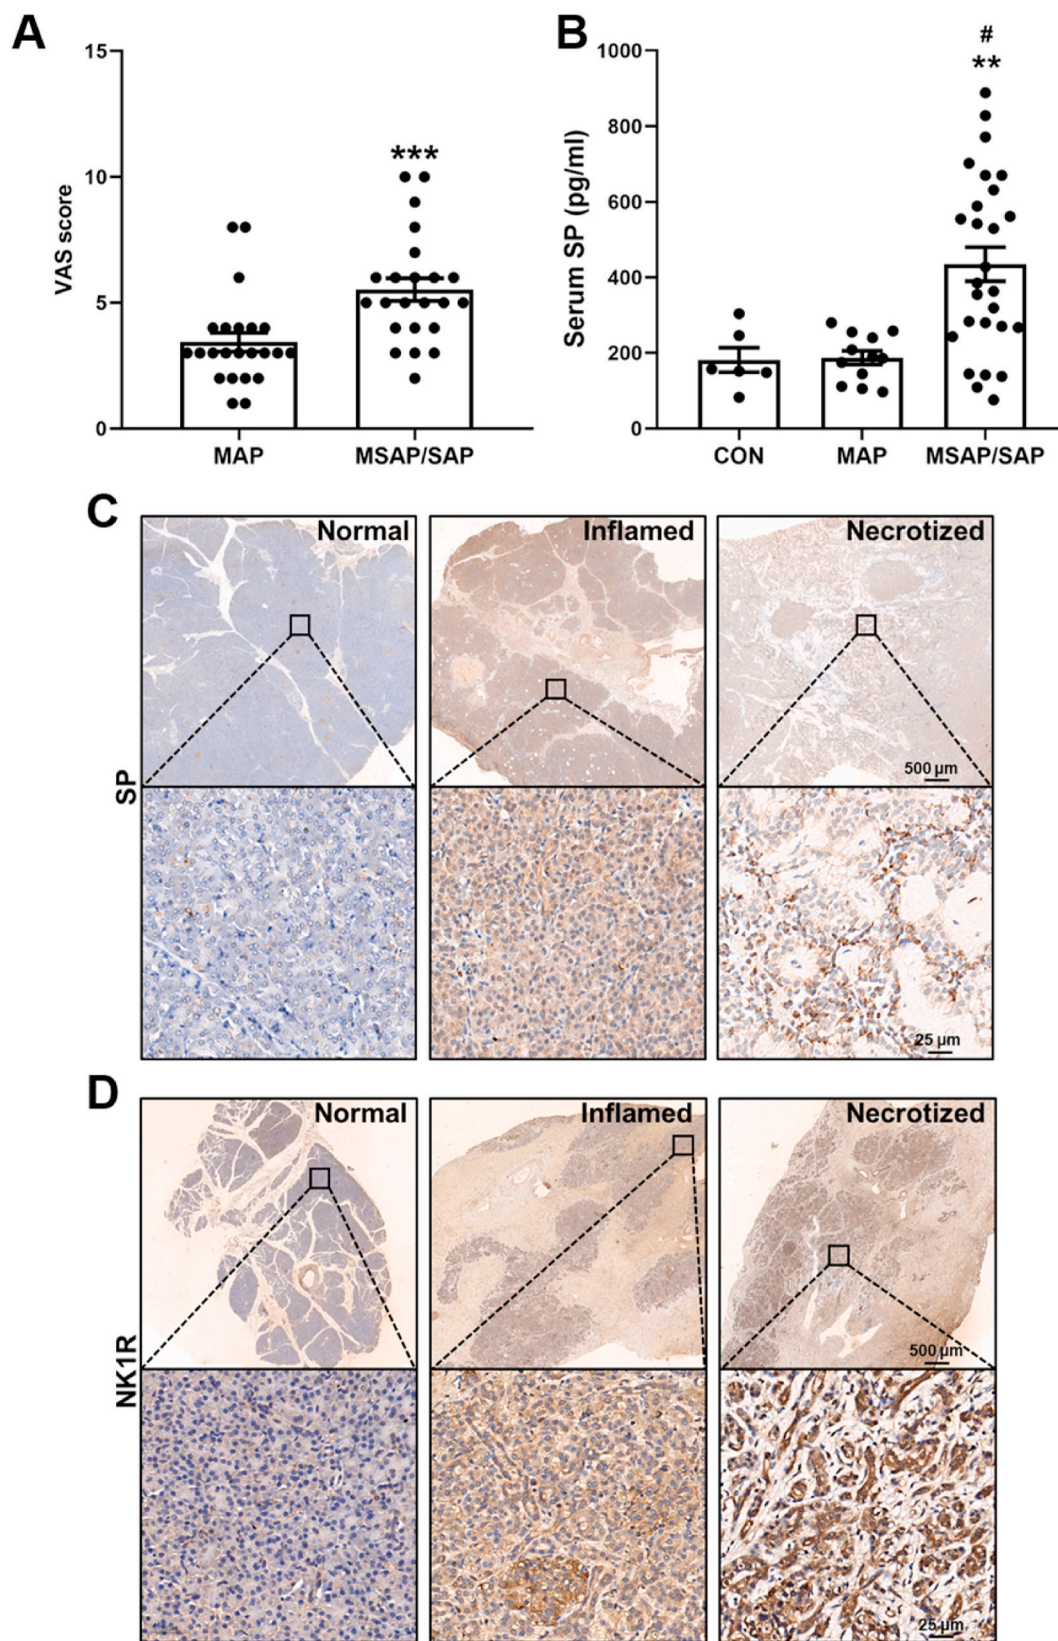 A
15
10
5
0
VAS score
***
MAP
MSAP/SAP
B
1000
800
600
400
200
0
Serum SP (pg/ml)
#
**
CON
MAP
MSAP/SAP
C
SP
Normal
Inflamed
Necrotized
500 µm
25 µm
D
NK1R
Normal
Inflamed
Necrotized
500 µm
25 µm